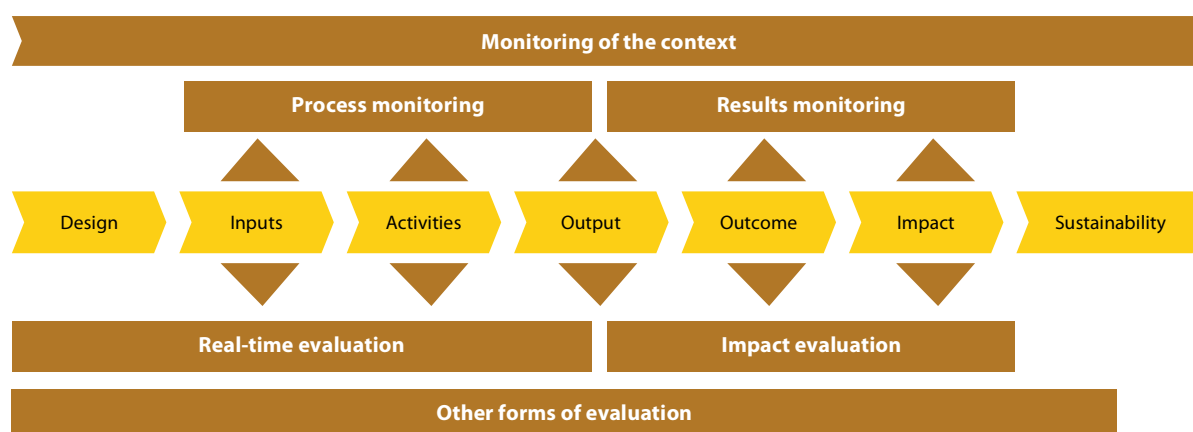 Monitoring of the context
Process monitoring
Results monitoring
Design
Inputs
Activities
Output
Outcome
Impact
Sustainability
Real-time evaluation
Impact evaluation
Other forms of evaluation